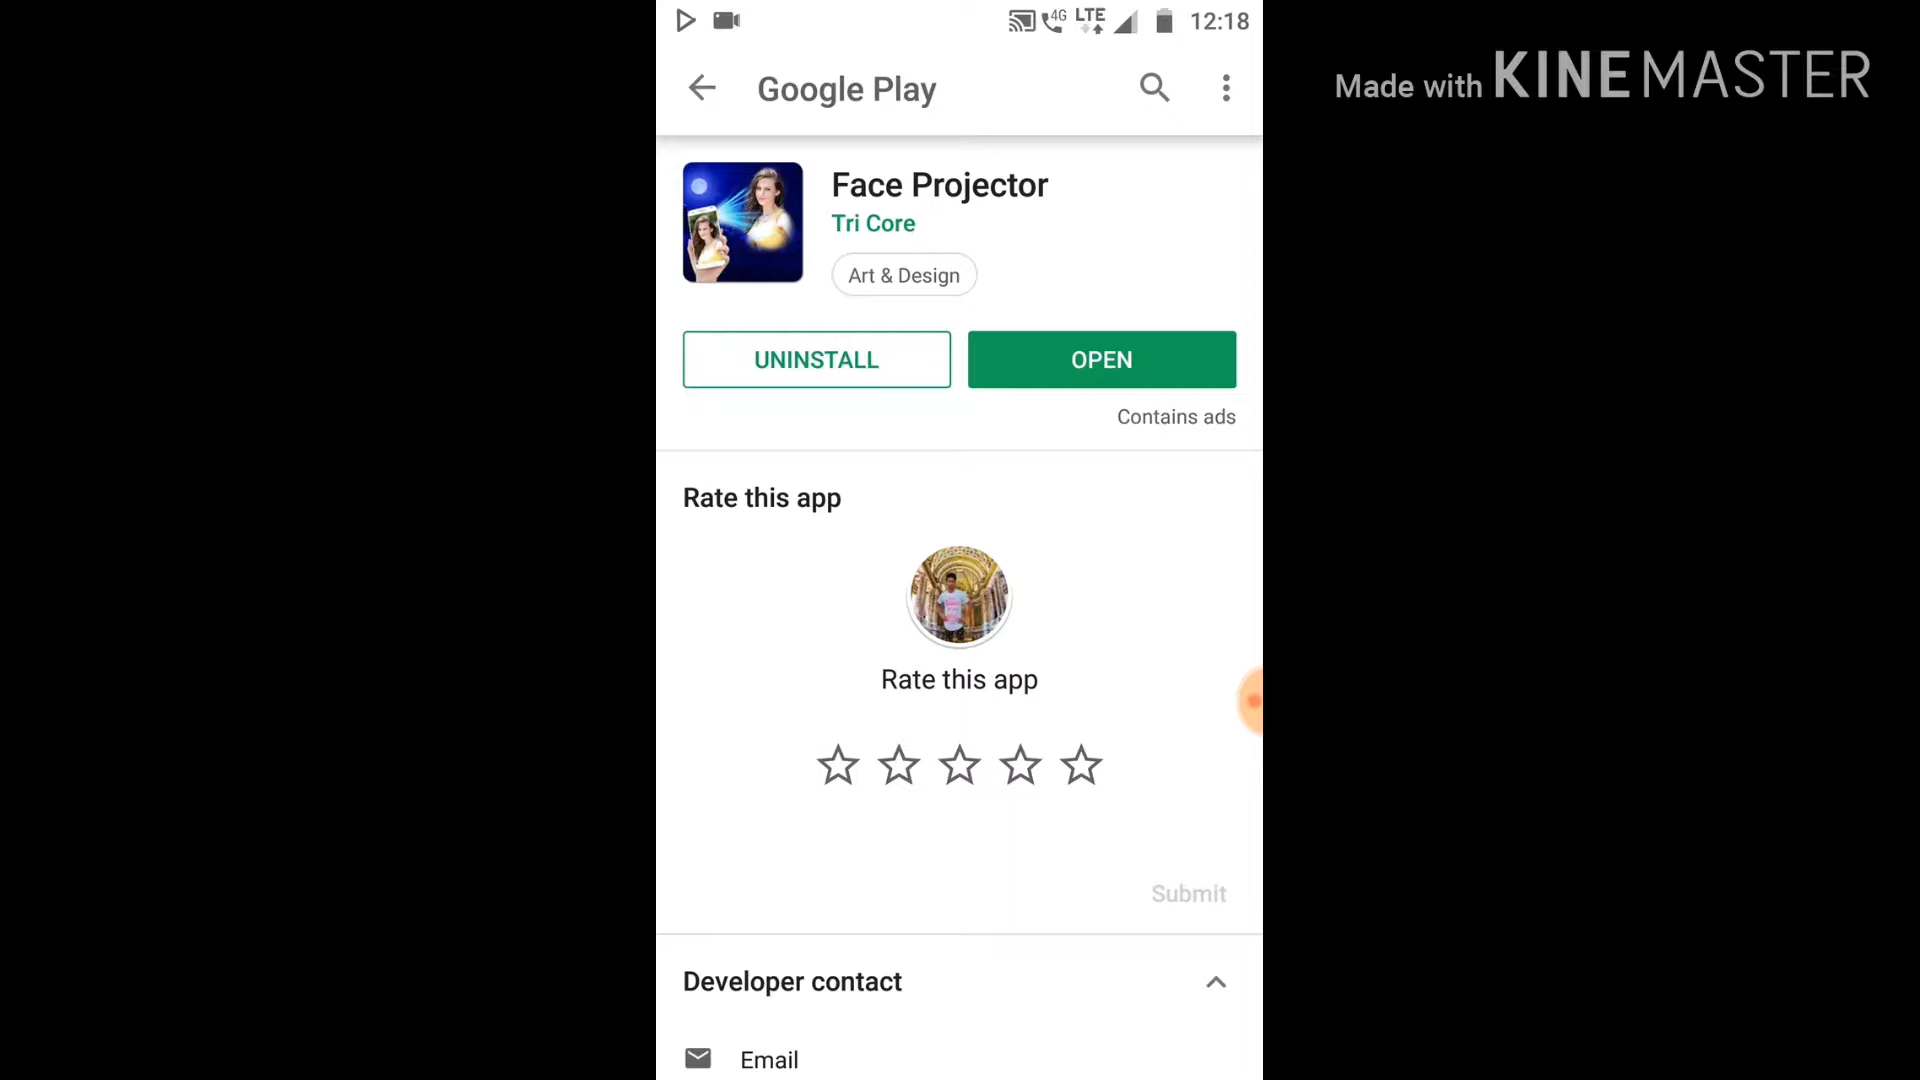 4G LTE 12:18
Google Play
Made with KINEMASTER
Face Projector
Tri Core
Art & Design
UNINSTALL OPEN
Contains ads
Rate this app
Rate this app
Submit
Developer contact
Email